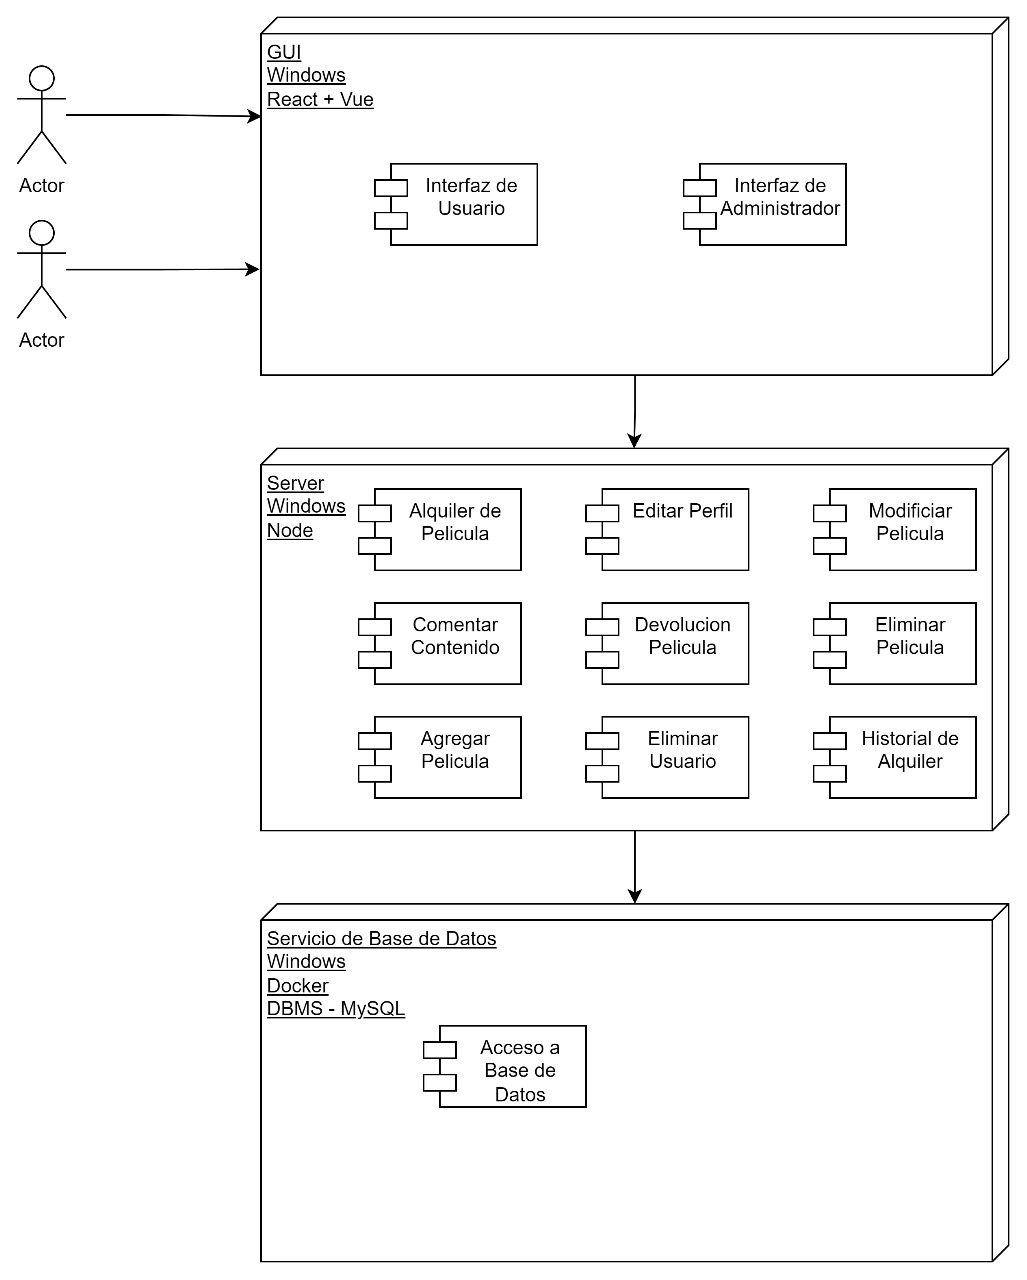 GUI
Windows
React + Vue
Actor
Interfaz de
Usuario
Interfaz de
Administrador
Actor
Server
Windows
Node
Alquiler de
Pelicula
Editar Perfil
Modificiar
Pelicula
Comentar
Contenido
Devolucion
Pelicula
Eliminar
Pelicula
Agregar
Pelicula
Eliminar
Usuario
Historial de
Alquiler
Servicio de Base de Datos
Windows
Docker
DBMS - MySQL
Acceso a
Base de
Datos